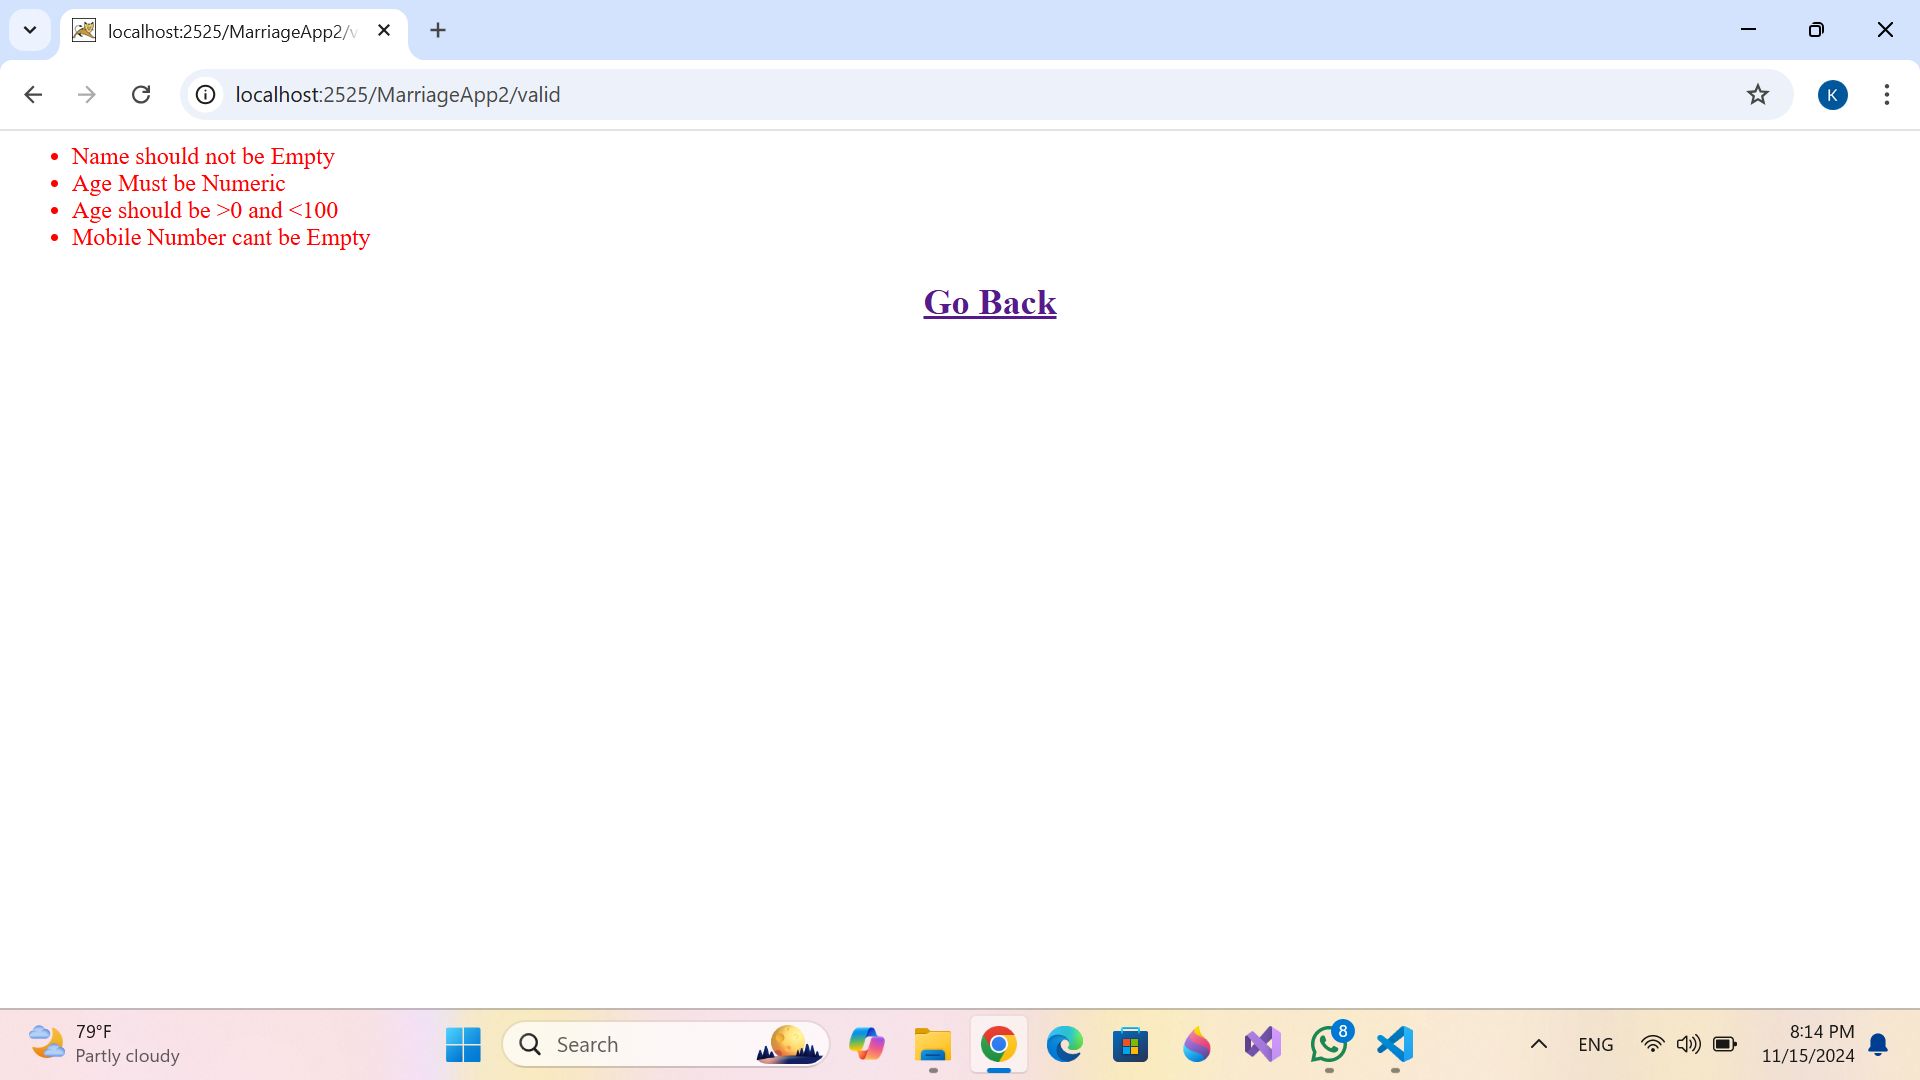 localhost:2525/MarriageApp2/v
localhost:2525/MarriageApp2/valid
K
Name should not be Empty
Age Must be Numeric
Age should be >0 and <100
Mobile Number cant be Empty
Go Back
79°F
Partly cloudy
Search
8
ENG
8:14 PM
11/15/2024